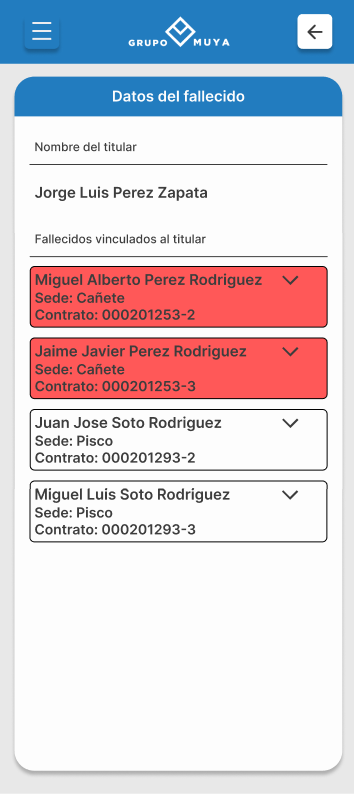 GRUPO MUYA
Datos del fallecido
Nombre del titular
Jorge Luis Perez Zapata
Fallecidos vinculados al titular
Miguel Alberto Perez Rodriguez
Sede: Cañete
Contrato: 000201253-2
Jaime Javier Perez Rodriguez
Sede: Cañete
Contrato: 000201253-3
Juan Jose Soto Rodriguez
Sede: Pisco
Contrato: 000201293-2
Miguel Luis Soto Rodriguez
Sede: Pisco
Contrato: 000201293-3